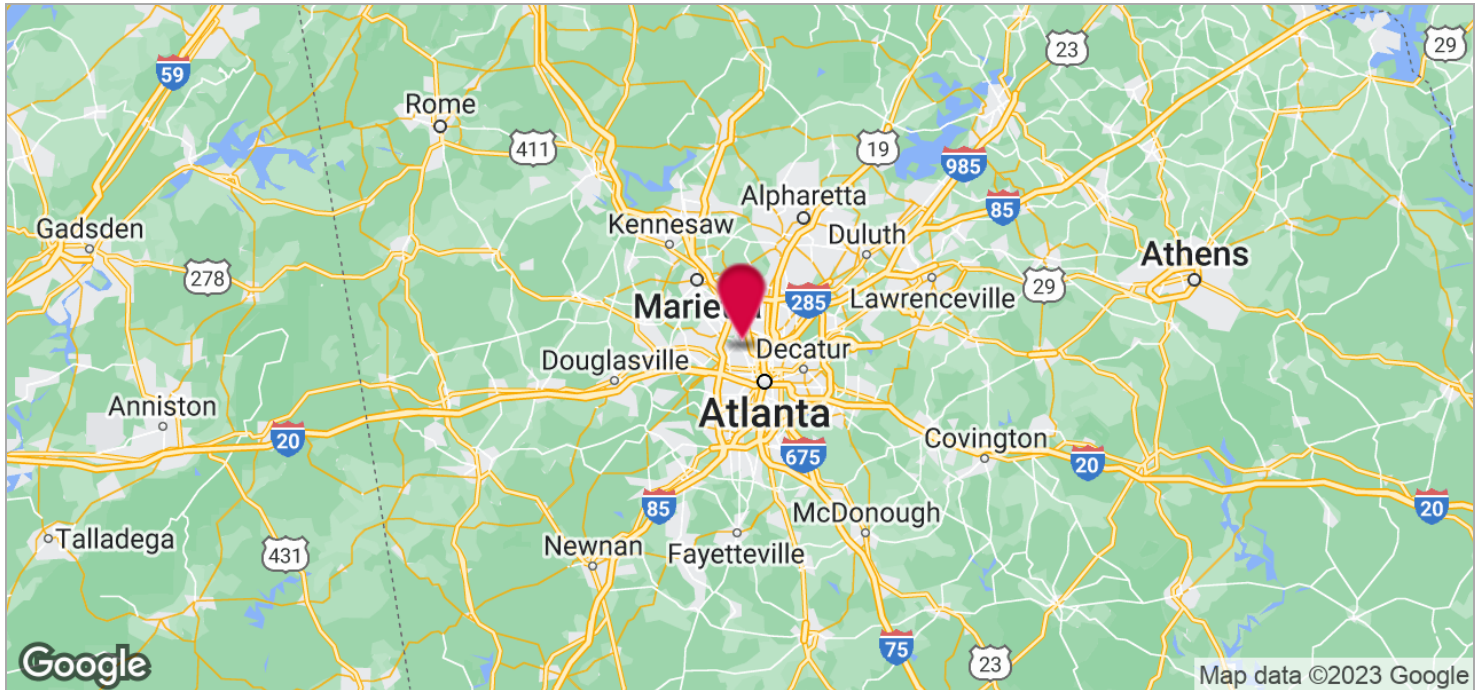 23
29
59
Rome
411
19
985
Alpharetta
85
Kennesaw
Duluth
Gadsden
Athens
278
29
Lawrenceville
285
Decatur
Douglasville
Anniston
Atlanta
20
Covington
675
20
85
20
McDonough
Talladega
431
Newnan
Fayetteville
75
23
Google
Map data ©2023 Google